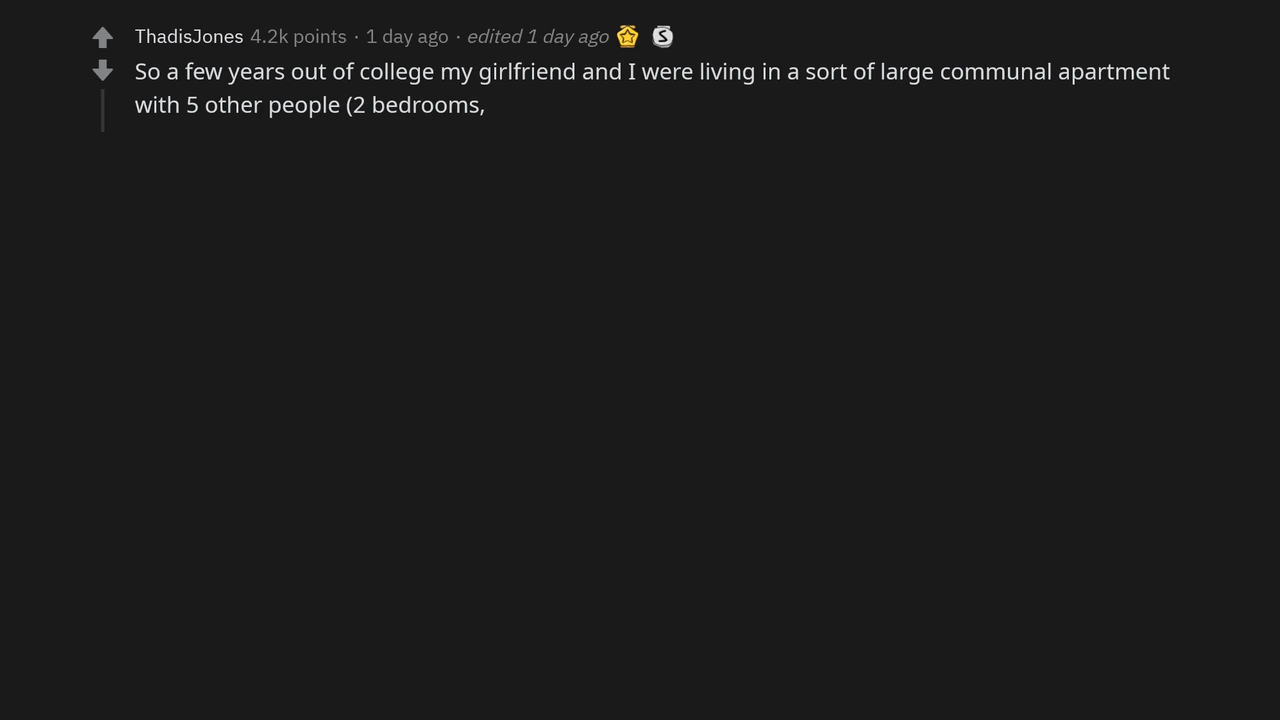 ThadisJones 4.2k points · 1 day ago · edited 1 day ago S
So a few years out of college my girlfriend and I were living in a sort of large communal apartment
with 5 other people (2 bedrooms,